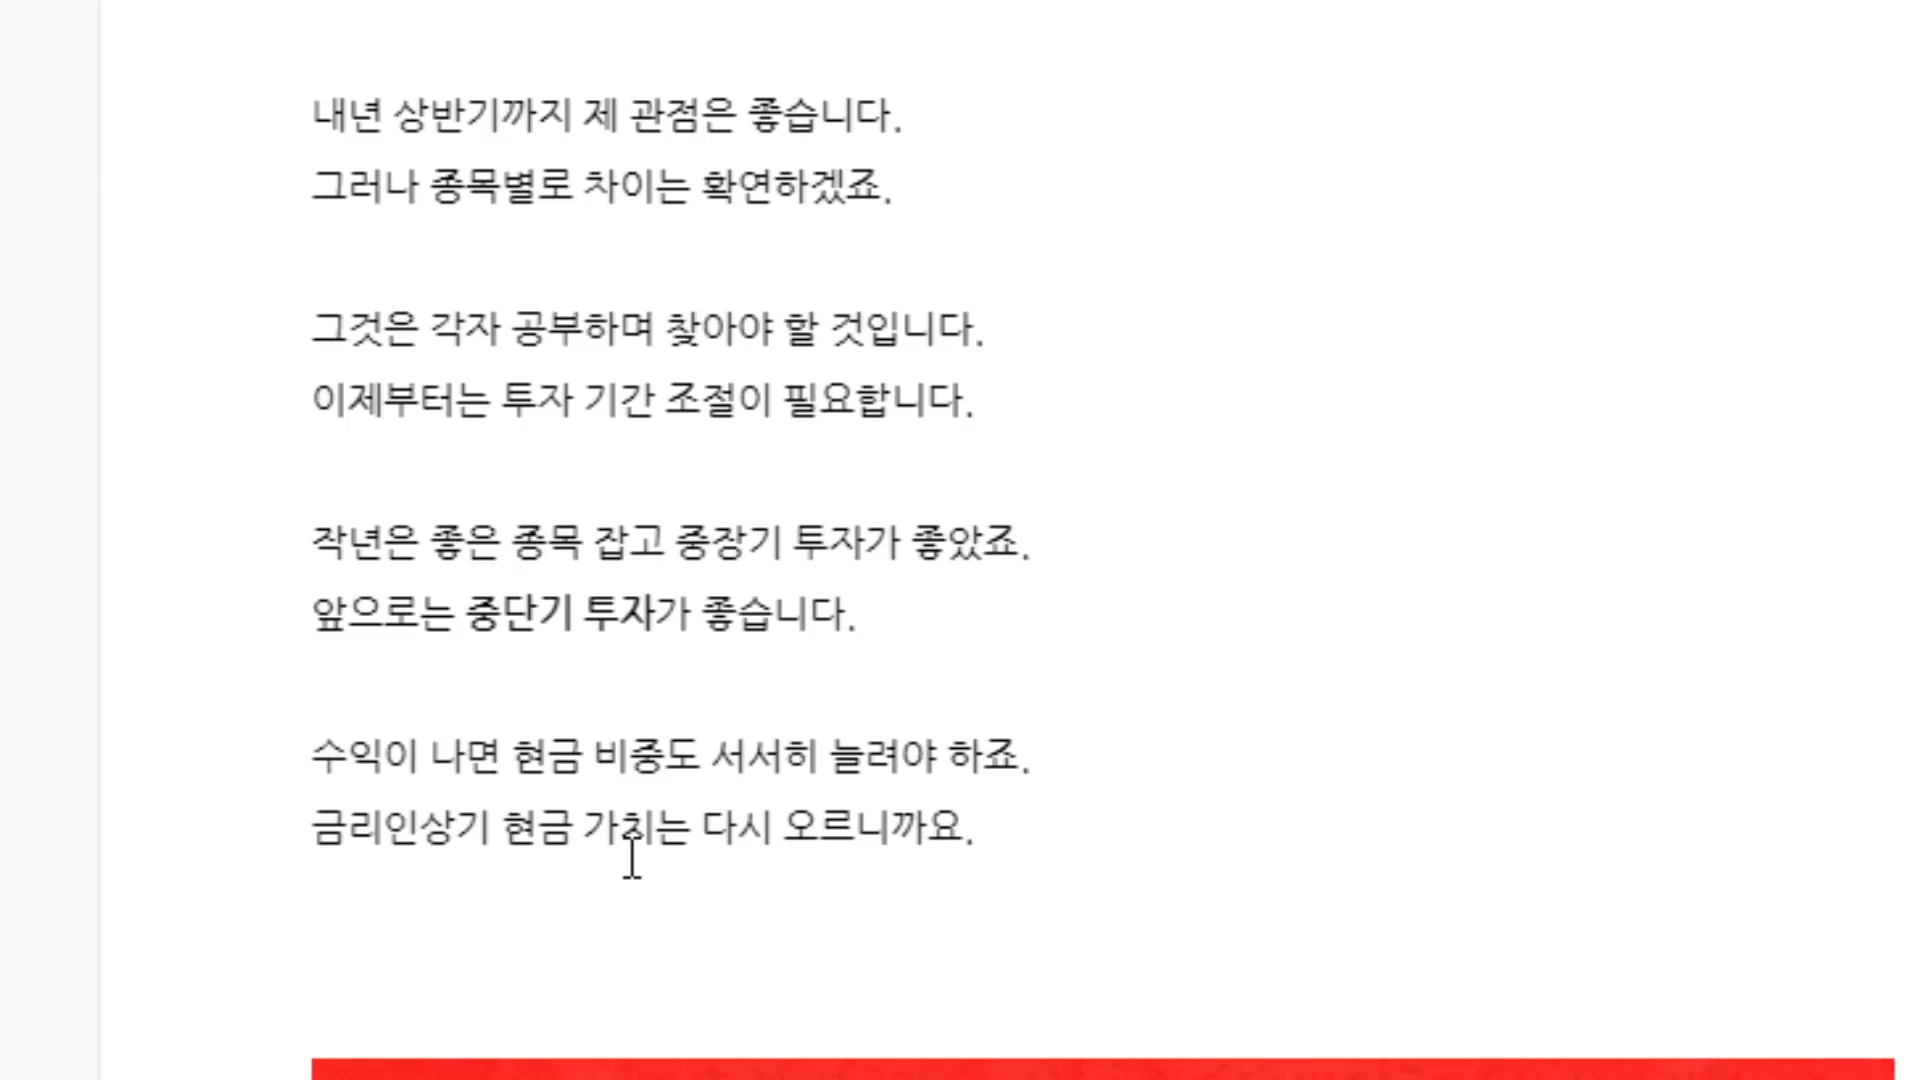 내년 상반기까지 제 관점은 좋습니다.
그러나 종목별로 차이는 확연하겠죠.
그것은 각자 공부하며 찾아야 할 것입니다.
이제부터는 투자 기간 조절이 필요합니다.
작년은 좋은 종목 잡고 중장기 투자가 좋았죠.
앞으로는 중단기 투자가 좋습니다.
수익이 나면 현금 비중도 서서히 늘려야 하죠.
금리인상기 현금 가치는 다시 오르니까요.